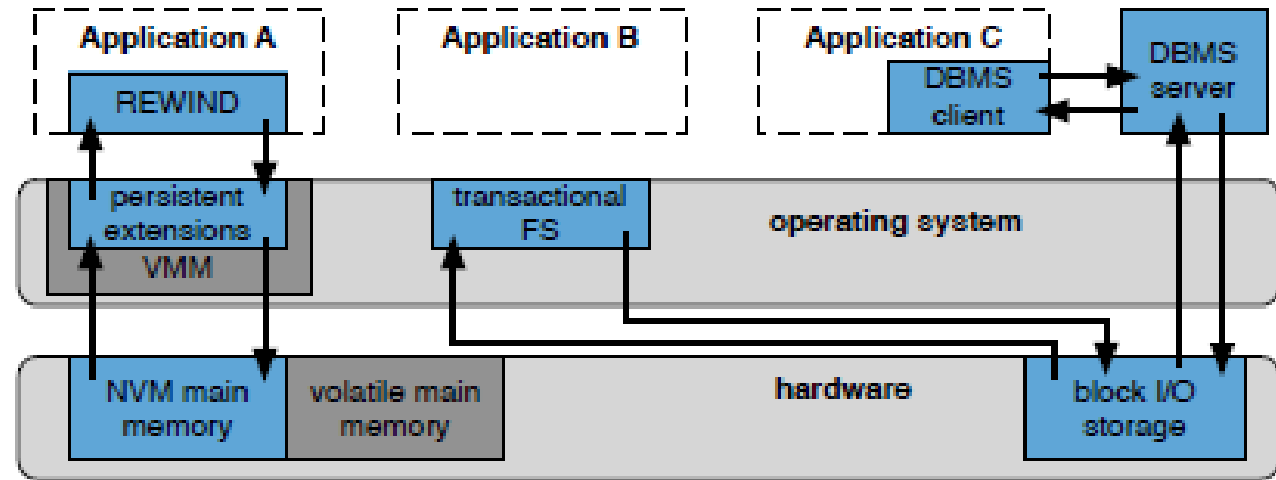 Application A
REWIND
Application B
Application C
DBMS
client
DBMS
server
persistent
extensions
VMM
transactional
FS
operating system
NVM main
memory
volatile main
memory
hardware
block I/O
storage